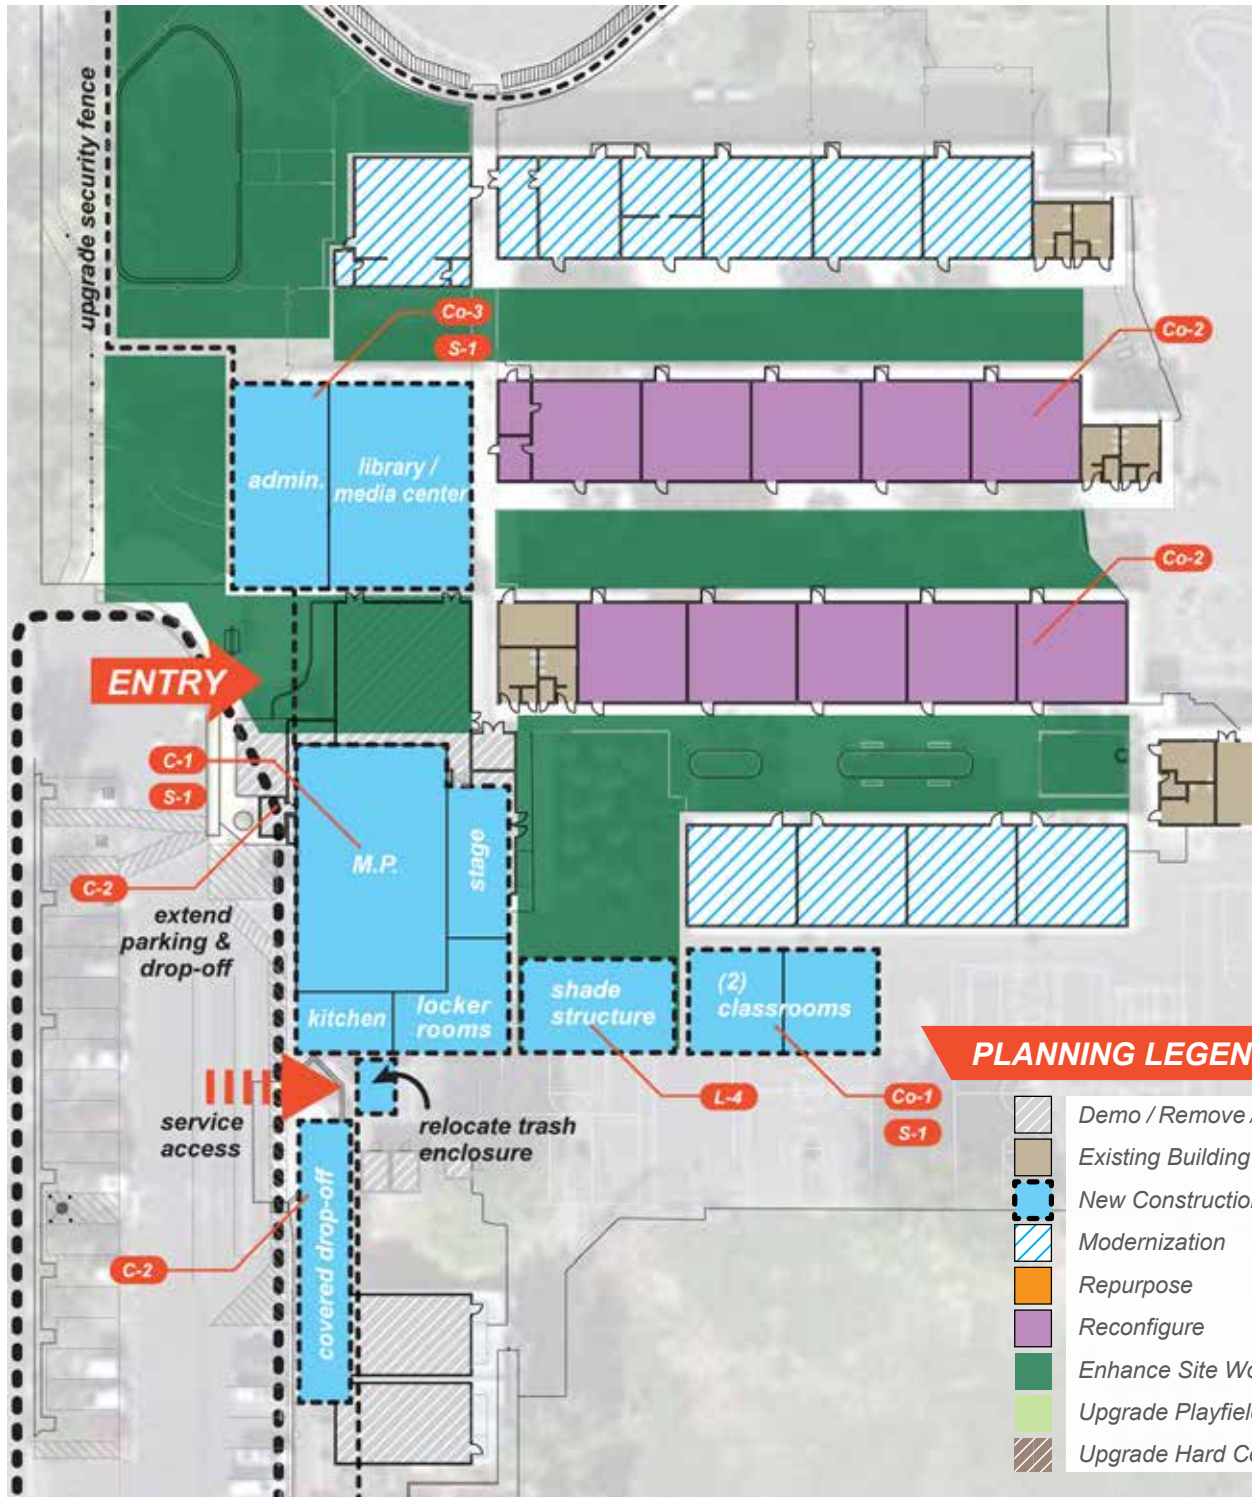 upgrade security fence
Co-3
S-1
Co-2
admin.
library /
media center
Co-2
ENTRY
C-1
S-1
M.P.
stage
C-2
extend
parking &
drop-off
kitchen
locker
rooms
shade
structure
(2)
classrooms
PLANNING LEGEN
L-4
Co-1
S-1
service
access
relocate trash
enclosure
covered drop-off
C-2
Demo / Remove
Existing Building
New Construction
Modernization
Repurpose
Reconfigure
Enhance Site Wo
Upgrade Playfiel
Upgrade Hard Co